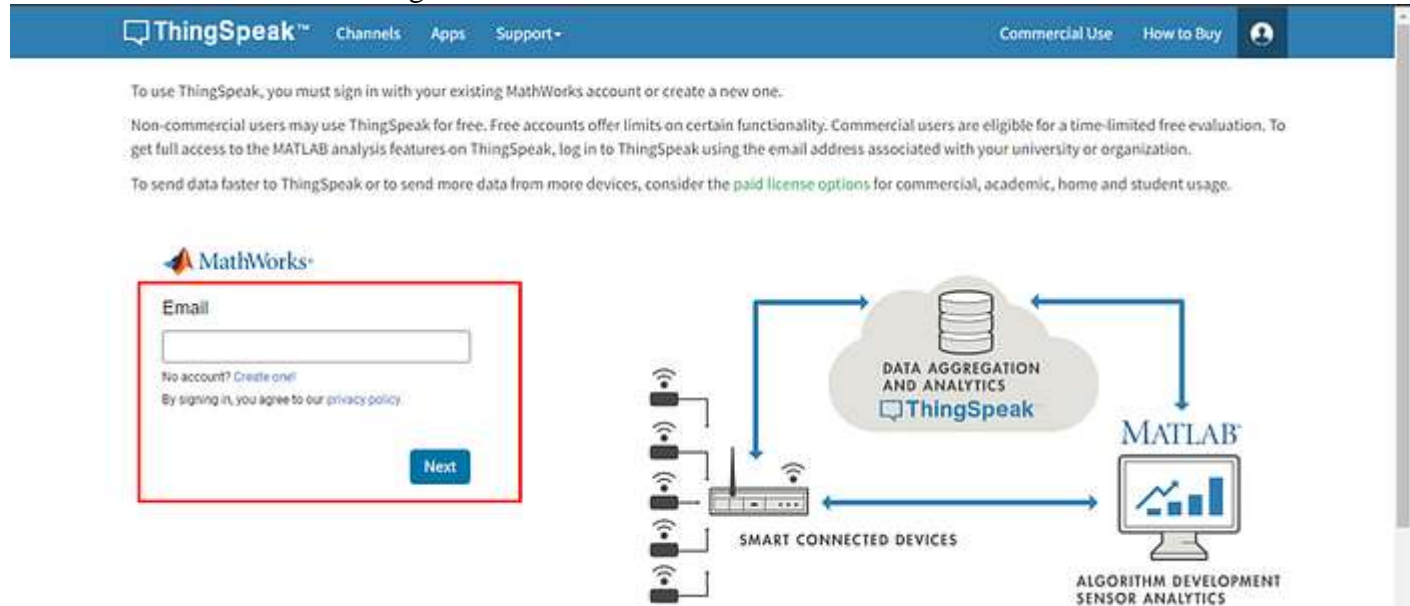 ThingSpeak™ Channels Apps Support Commercial Use How to Buy
To use ThingSpeak, you must sign in with your existing MathWorks account or create a new one.
Non-commercial users may use ThingSpeak for free. Free accounts offer limits on certain functionality. Commercial users are eligible for a time-limited free evaluation. To
get full access to the MATLAB analysis features on ThingSpeak, log in to ThingSpeak using the email address associated with your university or organization.
To send data faster to ThingSpeak or to send more data from more devices, consider the paid license options for commercial, academic, home and student usage.
MathWorks®
Email
No account? Create one!
By signing in, you agree to our privacy policy.
Next
DATA AGGREGATION
AND ANALYTICS
ThingSpeak
MATLAB®
SMART CONNECTED DEVICES
ALGORITHM DEVELOPMENT
SENSOR ANALYTICS